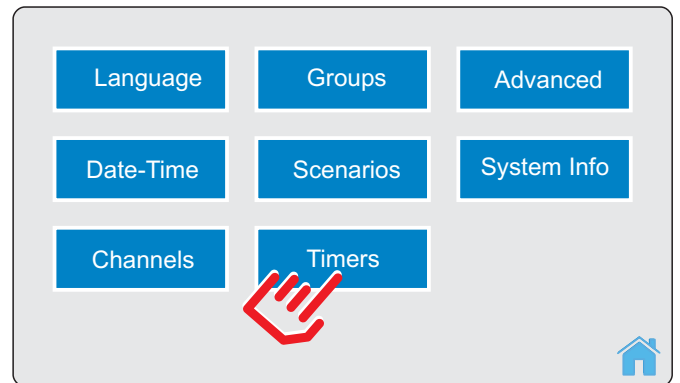 Language
Groups
Advanced
Date-Time
Scenarios
System Info
Channels
Timers